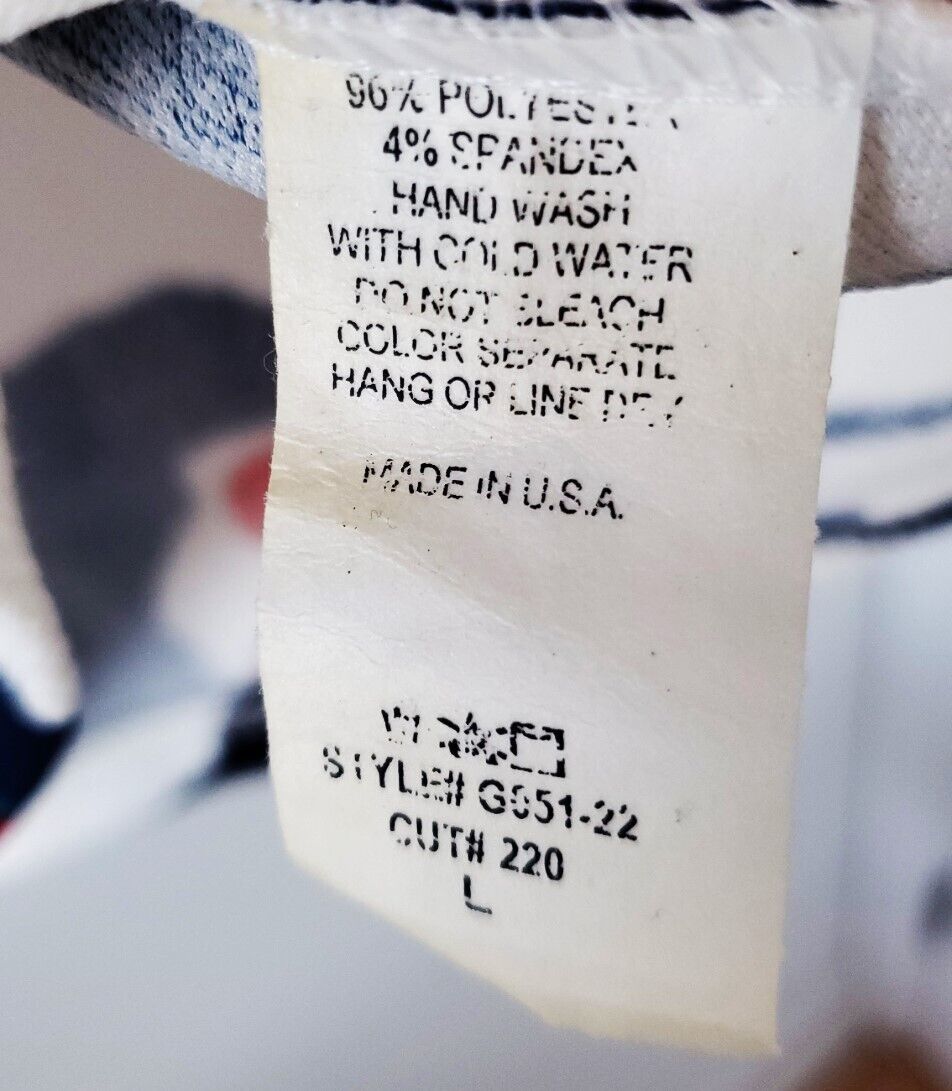 96% POLYESTER
4% SPANDEX
HAND WASH
WITH COLD WATER
DO NOT BLEACH
COLOR SEPARATE
HANG OR LINE DRY
MADE IN U.S.A.
STYLE# G051-22
CUT# 220
L